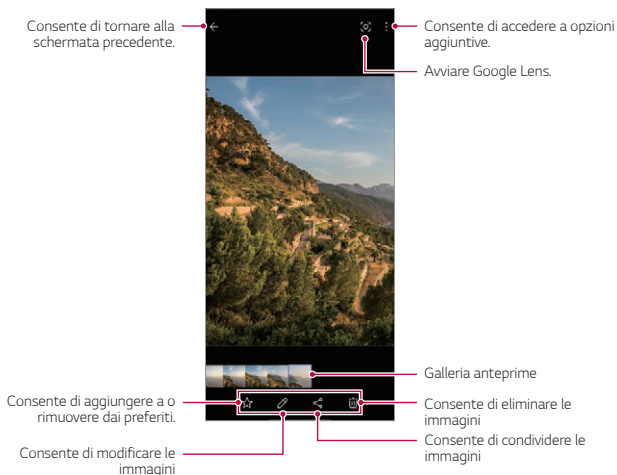 Consente di tornare alla
schermata precedente.
Consente di accedere a opzioni
aggiuntive.
Avviare Google Lens.
Galleria anteprime
Consente di aggiungere a o
rimuovere dai preferiti.
Consente di eliminare le
immagini
Consente di modificare le
immagini
Consente di condividere le
immagini